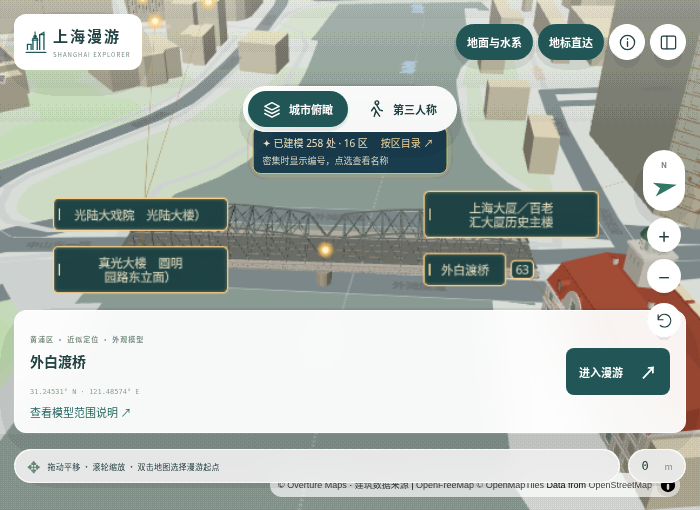 上海漫游
SHANGHAI EXPLORER
地面与水系
地标直达
城市俯瞰
第三人称
✦ 已建模 258 处 · 16 区 按区目录 ↗
密集时显示编号，点选查看名称
N
光陆大戏院 光陆大楼）
上海大厦／百老
汇大厦历史主楼
真光大楼 圆明
园路东立面）
外白渡桥
63
+
−
黄浦区 · 近似定位 · 外观模型
外白渡桥
31.24531° N · 121.48574° E
查看模型范围说明 ↗
进入漫游 ↗
拖动平移 · 滚轮缩放 · 双击地图选择漫游起点
0 m
© Overture Maps · 建筑数据来源 | OpenFreeMap © OpenMapTiles Data from OpenStreetMap